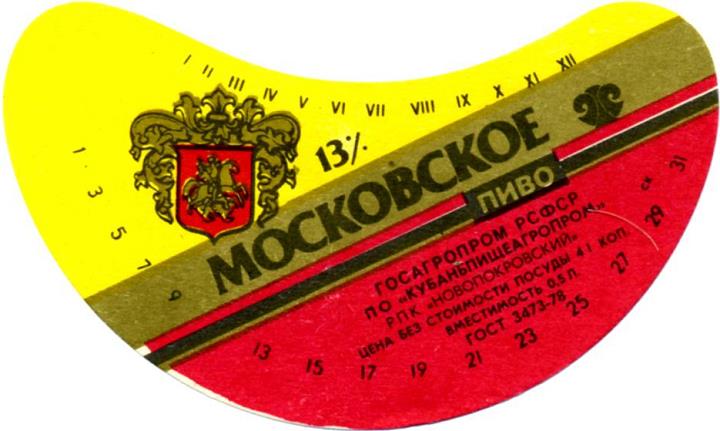 I II III IV V VI VII VIII IX X XI XII
13%
МОСКОВСКОЕ
ПИВО
ГОСАГРОПРОМ РСФСР
ПО «КУБАНЬПИЩЕАГРОПРОМ»
РПК «НОВОПОКРОВСКИЙ»
ЦЕНА БЕЗ СТОИМОСТИ ПОСУДЫ 41 КОП.
ВМЕСТИМОСТЬ 0,5 Л.
ГОСТ 3473-78
1 3 5 7 9 13 15 17 19 21 23 25 27 29 31
СК